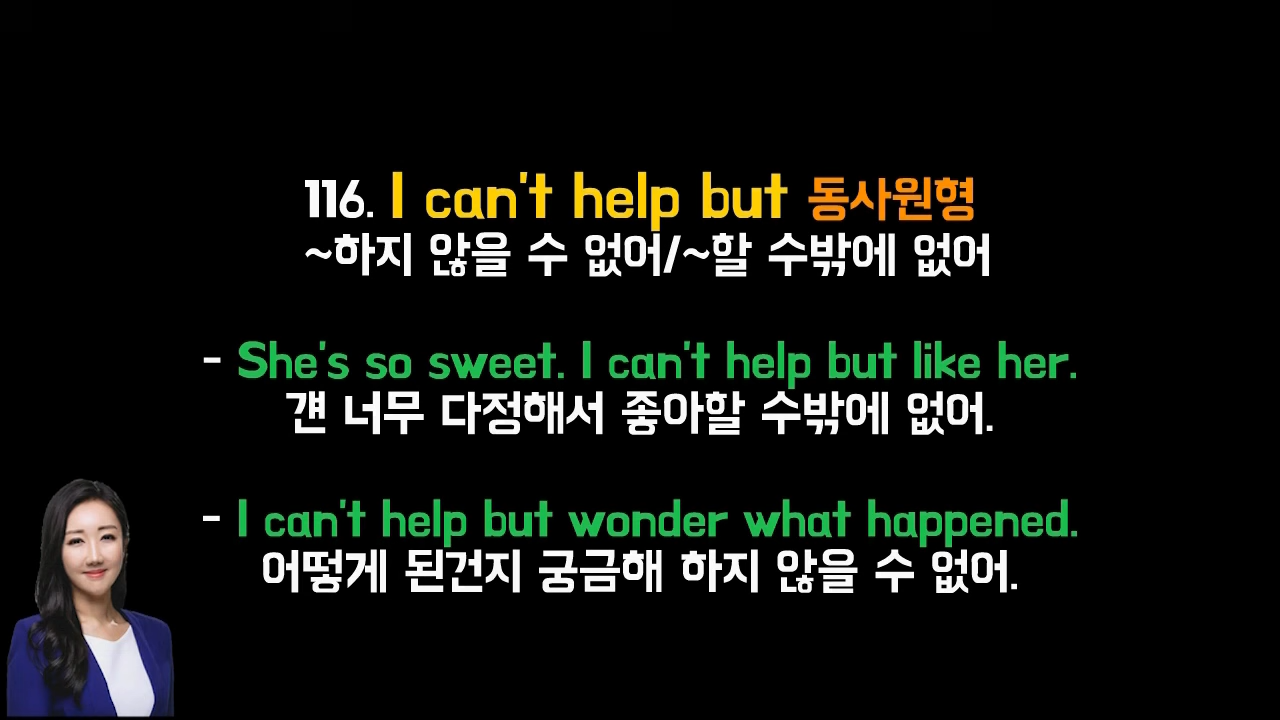 116. I can't help but 동사원형
~하지 않을 수 없어/~할 수밖에 없어
- She's so sweet. I can't help but like her.
걘 너무 다정해서 좋아할 수밖에 없어.
- I can't help but wonder what happened.
어떻게 된건지 궁금해 하지 않을 수 없어.